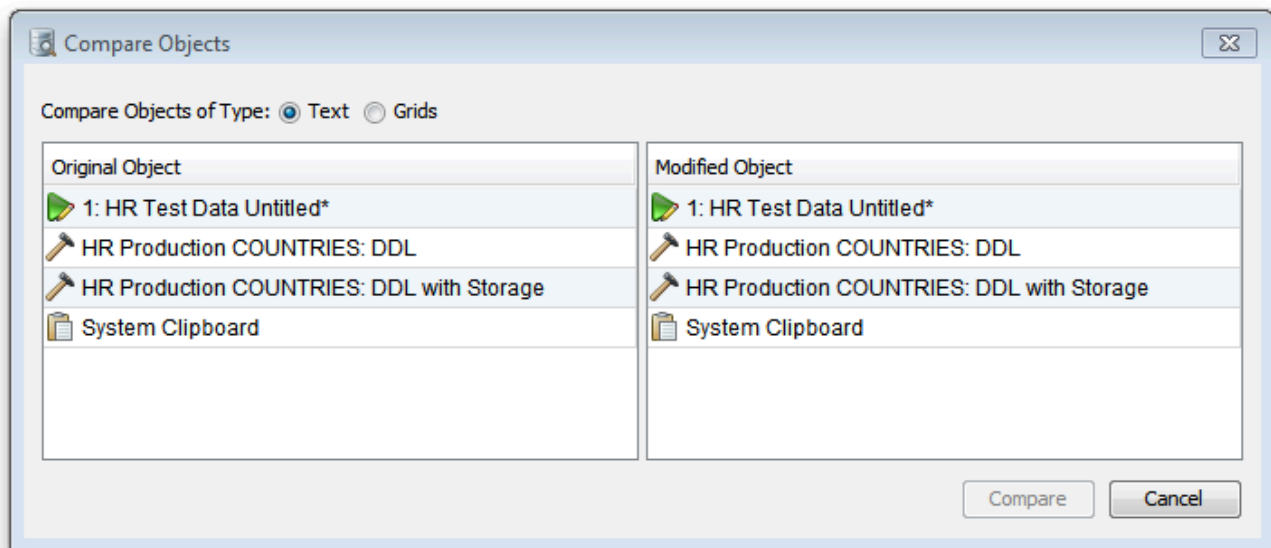 Compare Objects
Compare Objects of Type: Text Grids
Original Object
1: HR Test Data Untitled*
HR Production COUNTRIES: DDL
HR Production COUNTRIES: DDL with Storage
System Clipboard
Modified Object
1: HR Test Data Untitled*
HR Production COUNTRIES: DDL
HR Production COUNTRIES: DDL with Storage
System Clipboard
Compare Cancel